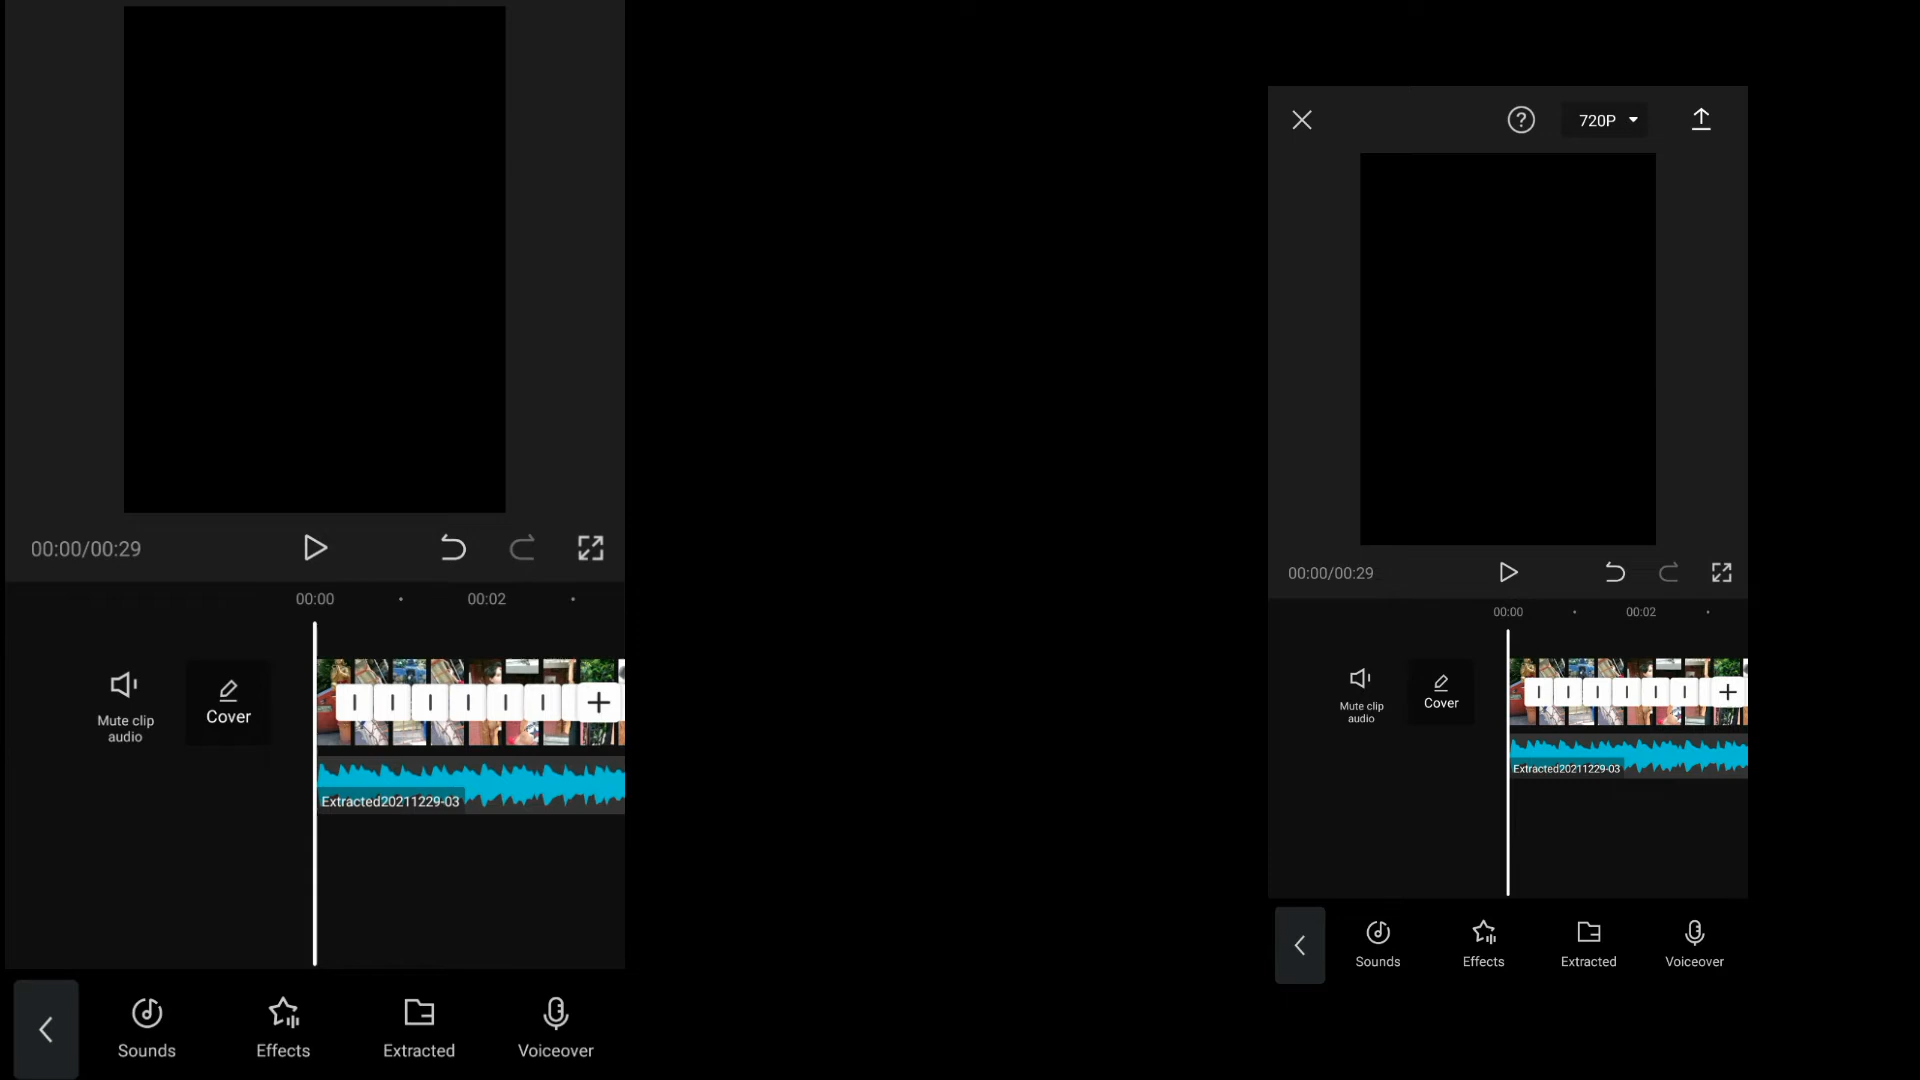 00:00/00:29
00:00
00:02
Mute clip
audio
Cover
Extracted20211229-03
Sounds
Effects
Extracted
Voiceover
720P
00:00/00:29
00:00
00:02
Mute clip
audio
Cover
Extracted20211229-03
Sounds
Effects
Extracted
Voiceover